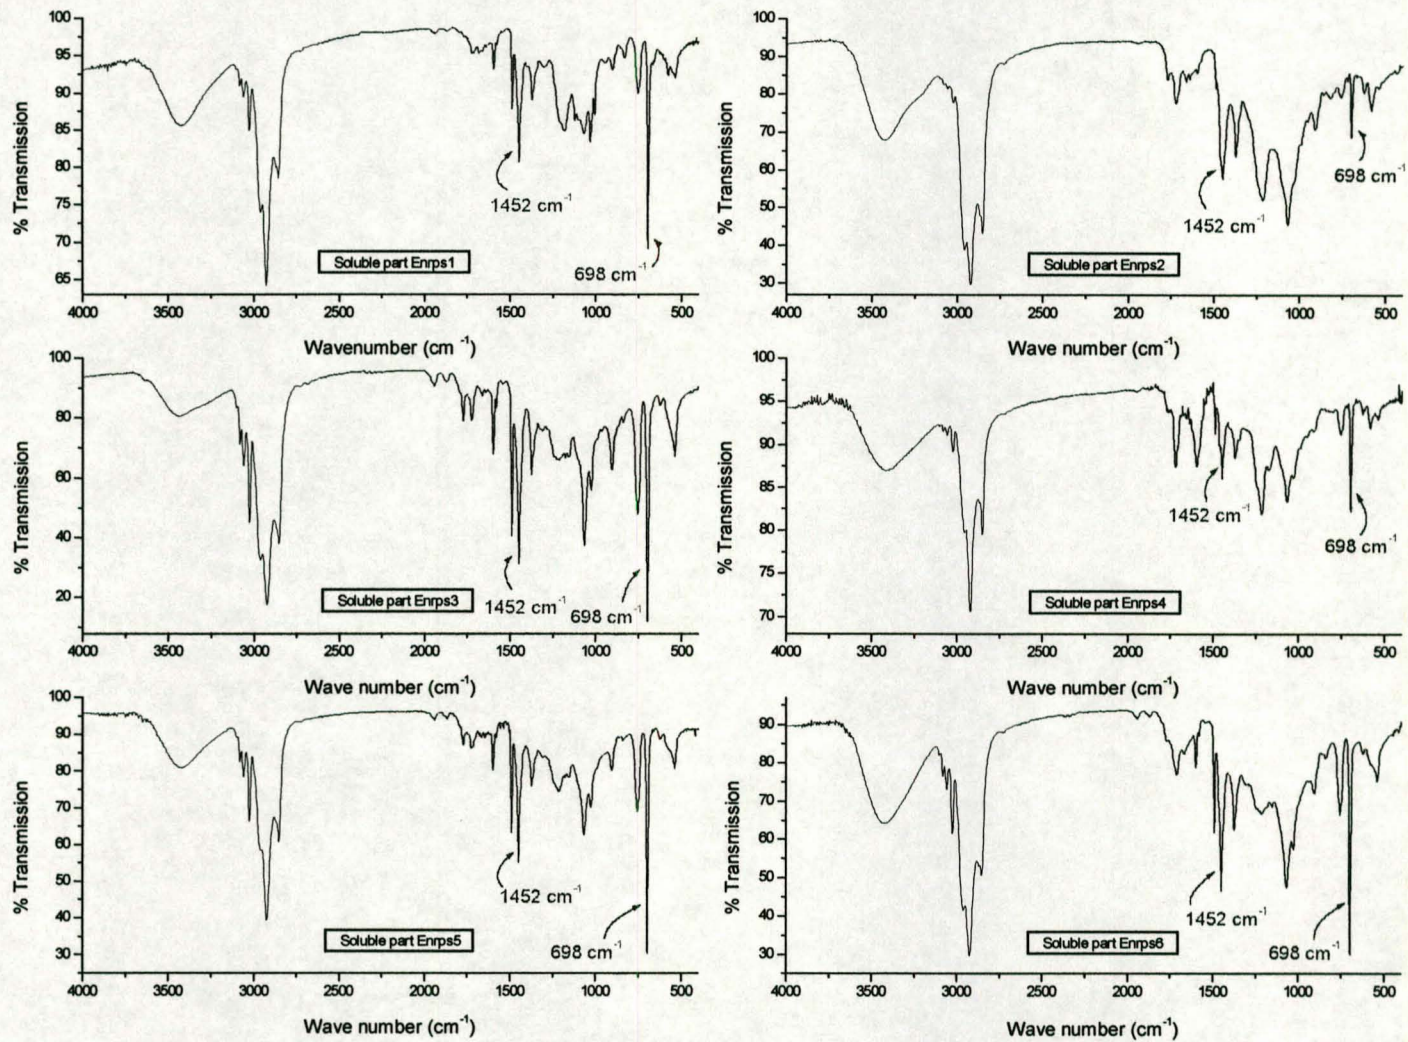 100
95
90
85
80
75
70
65
% Transmission
1452 cm⁻¹
698 cm⁻¹
Soluble part Enrps1
4000 3500 3000 2500 2000 1500 1000 500
Wavenumber (cm ⁻¹)
100
90
80
70
60
50
40
30
% Transmission
1452 cm⁻¹
698 cm⁻¹
Soluble part Enrps2
4000 3500 3000 2500 2000 1500 1000 500
Wave number (cm⁻¹)
100
80
60
40
20
% Transmission
1452 cm⁻¹
698 cm⁻¹
Soluble part Enrps3
4000 3500 3000 2500 2000 1500 1000 500
Wave number (cm⁻¹)
100
95
90
85
80
75
70
% Transmission
1452 cm⁻¹
698 cm⁻¹
Soluble part Enrps4
4000 3500 3000 2500 2000 1500 1000 500
Wave number (cm⁻¹)
100
90
80
70
60
50
40
30
% Transmission
1452 cm⁻¹
698 cm⁻¹
Soluble part Enrps5
4000 3500 3000 2500 2000 1500 1000 500
Wave number (cm⁻¹)
90
80
70
60
50
40
30
% Transmission
1452 cm⁻¹
698 cm⁻¹
Soluble part Enrps6
4000 3500 3000 2500 2000 1500 1000 500
Wave number (cm⁻¹)